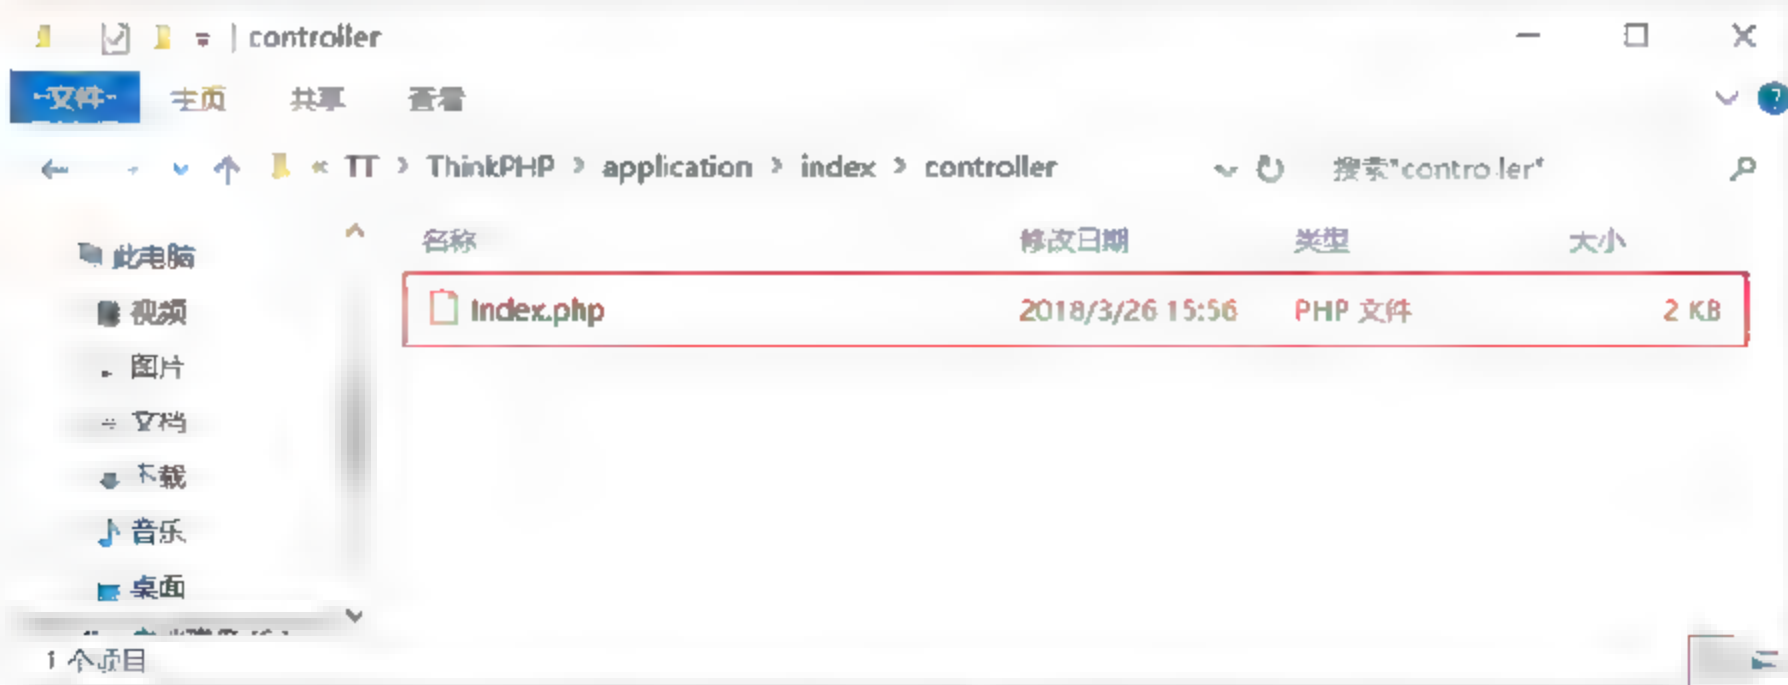 controller
文件 主页 共享 查看
« TT > ThinkPHP > application > index > controller 搜索"controller"
名称 修改日期 类型 大小
Index.php 2018/3/26 15:56 PHP 文件 2 KB
此电脑
视频
图片
文档
下载
音乐
桌面
1 个项目